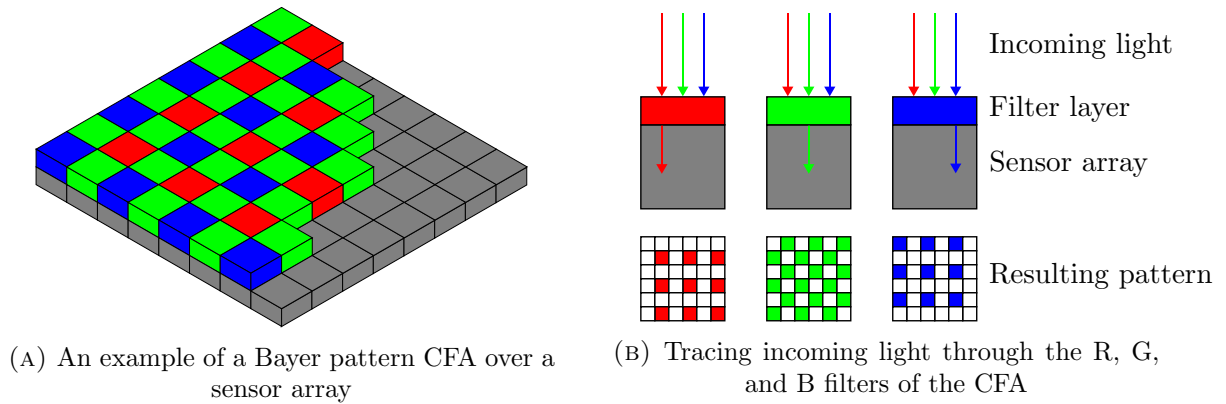 Incoming light
Filter layer
Sensor array
Resulting pattern
(A) An example of a Bayer pattern CFA over a
sensor array
(B) Tracing incoming light through the R, G,
and B filters of the CFA